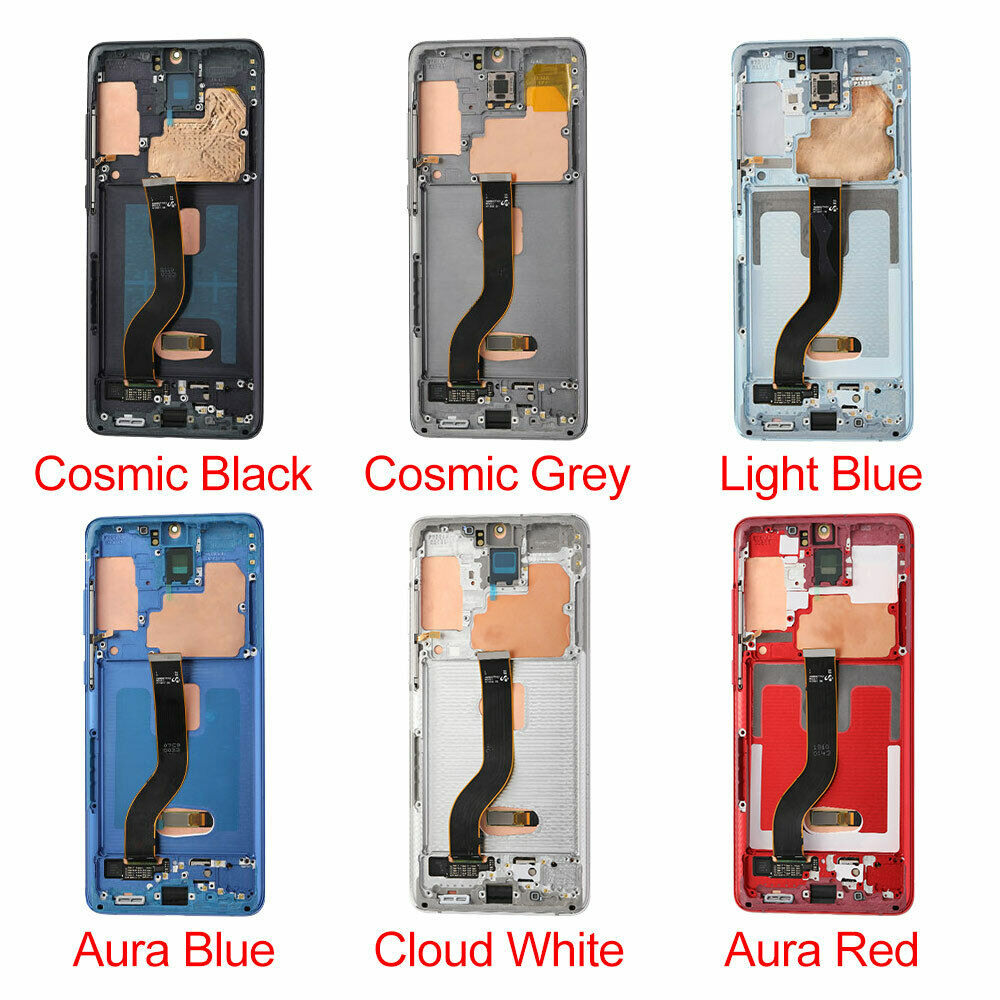 Cosmic Black
Cosmic Grey
Light Blue
Aura Blue
Cloud White
Aura Red